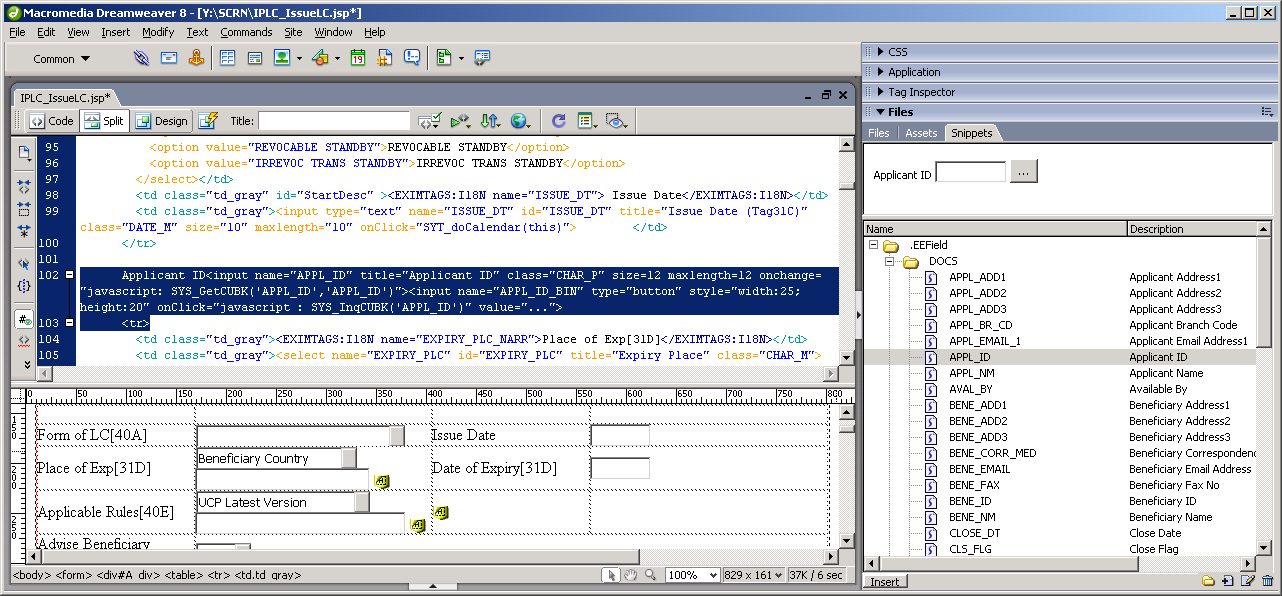 Macromedia Dreamweaver 8 - [Y:\SCRN\IPLC_IssueLC.jsp*]
File Edit View Insert Modify Text Commands Site Window Help
Common
19
IPLC_IssueLC.jsp*
Code Split Design Title:
95 <option value="REVOCABLE STANDBY">REVOCABLE STANDBY</option>
96 <option value="IRREVOC TRANS STANDBY">IRREVOC TRANS STANDBY</option>
97 </select></td>
98 <td class="td_gray" id="StartDesc" ><EXIMTAGS:I18N name="ISSUE_DT"> Issue Date</EXIMTAGS:I18N></td>
99 <td class="td_gray"><input type="text" name="ISSUE_DT" id="ISSUE_DT" title="Issue Date (Tag31C)"
class="DATE_M" size="10" maxlength="10" onClick="SYT_doCalendar(this)"> </td>
100 </tr>
101
102 Applicant ID<input name="APPL_ID" title="Applicant ID" class="CHAR_P" size=12 maxlength=12 onchange=
"javascript: SYS_GetCUBK('APPL_ID','APPL_ID')"><input name="APPL_ID_BIN" type="button" style="width:25;
height:20" onClick="javascript : SYS_InqCUBK('APPL_ID')" value="...">
103 <tr>
104 <td class="td_gray"><EXIMTAGS:I18N name="EXPIRY_PLC_NARR">Place of Exp[31D]</EXIMTAGS:I18N></td>
105 <td class="td_gray"><select name="EXPIRY_PLC" id="EXPIRY_PLC" title="Expiry Place" class="CHAR_M">
0 50 100 150 200 250 300 350 400 450 500 550 600 650 700 750 800
Form of LC[40A] Issue Date
Place of Exp[31D] Beneficiary Country Date of Expiry[31D]
Applicable Rules[40E] UCP Latest Version
Advise Beneficiary
<body> <form> <div#A_div> <table> <tr> <td.td_gray> 100% 829 x 161 37K / 6 sec
CSS
Application
Tag Inspector
Files
Files Assets Snippets
Applicant ID ...
Name Description
.EEField
DOCS
APPL_ADD1 Applicant Address1
APPL_ADD2 Applicant Address2
APPL_ADD3 Applicant Address3
APPL_BR_CD Applicant Branch Code
APPL_EMAIL_1 Applicant Email Address1
APPL_ID Applicant ID
APPL_NM Applicant Name
AVAL_BY Available By
BENE_ADD1 Beneficiary Address1
BENE_ADD2 Beneficiary Address2
BENE_ADD3 Beneficiary Address3
BENE_CORR_MED Beneficiary Corresponden
BENE_EMAIL Beneficiary Email Address
BENE_FAX Beneficiary Fax No
BENE_ID Beneficiary ID
BENE_NM Beneficiary Name
CLOSE_DT Close Date
CLS_FLG Close Flag
Insert